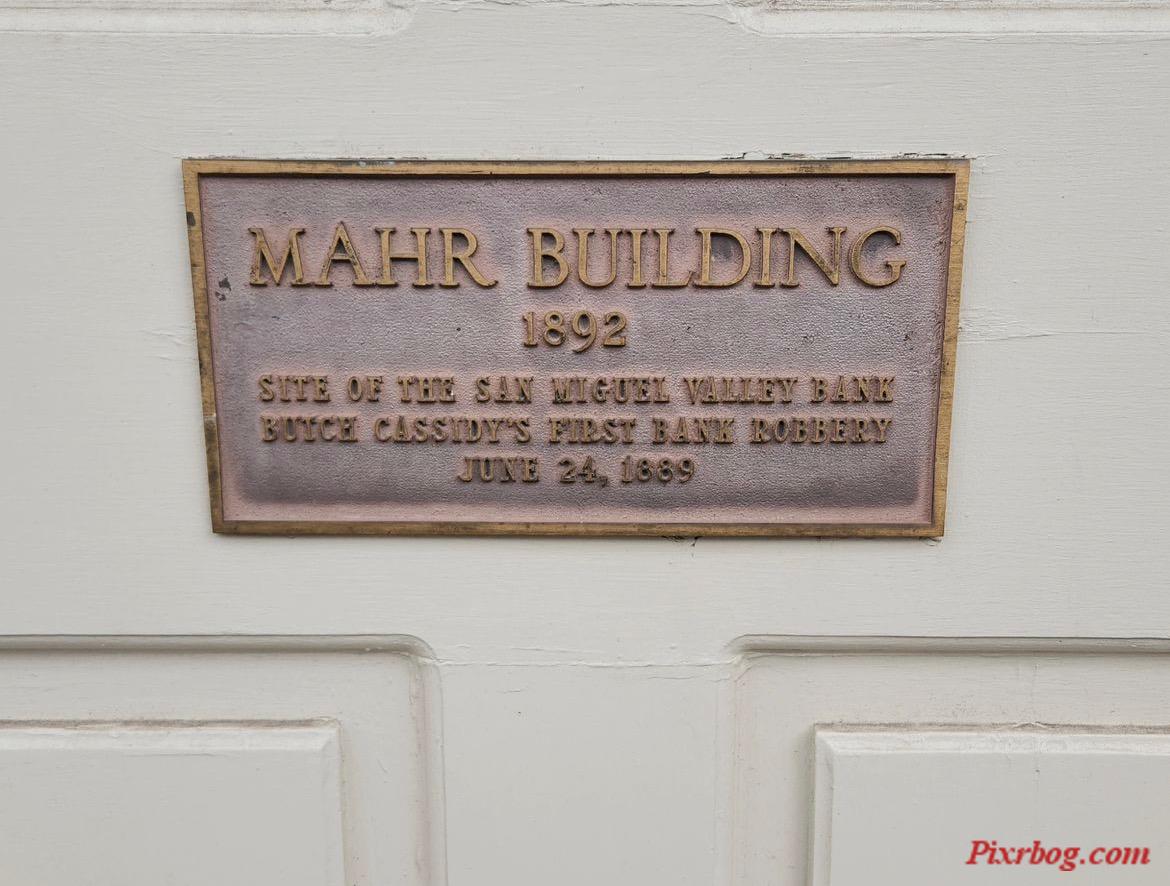 MAHR BUILDING
1892
SITE OF THE SAN MIGUEL VALLEY BANK
BUTCH CASSIDY'S FIRST BANK ROBBERY
JUNE 24, 1889
Pixrbog.com